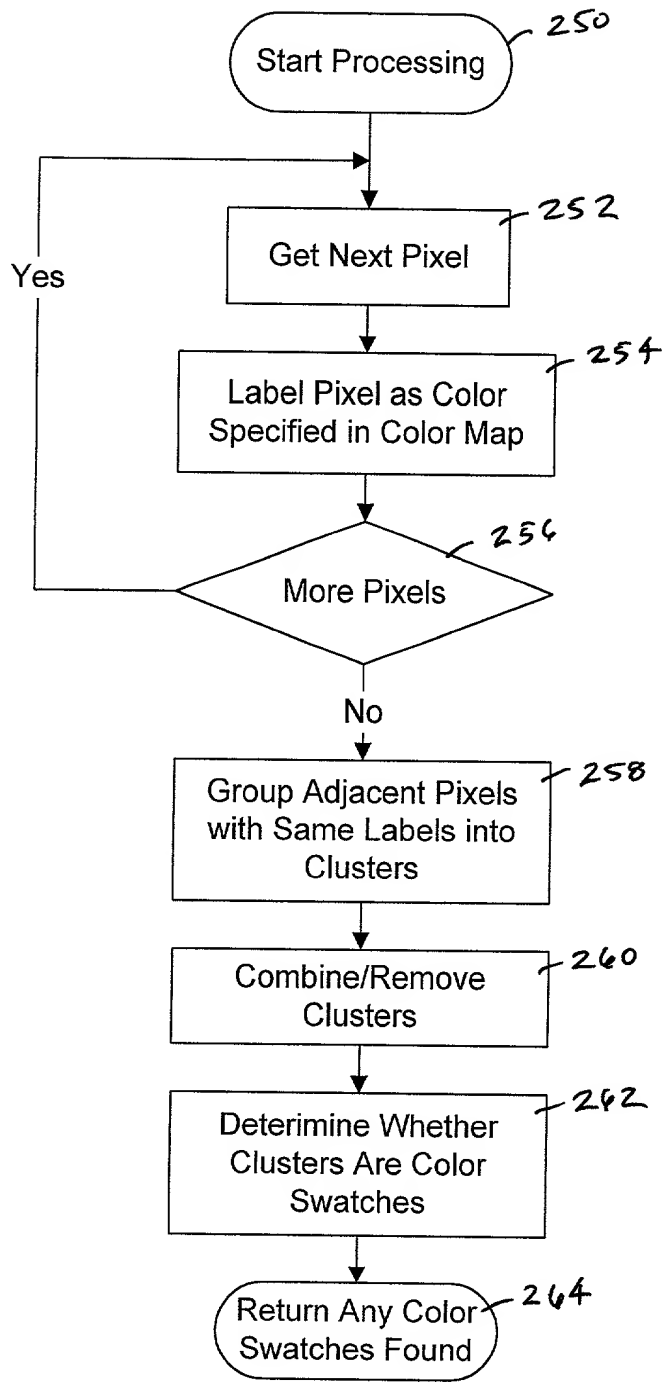 250
Start Processing
252
Get Next Pixel
Yes
254
Label Pixel as Color
Specified in Color Map
256
More Pixels
No
258
Group Adjacent Pixels
with Same Labels into
Clusters
260
Combine/Remove
Clusters
262
Deterimine Whether
Clusters Are Color
Swatches
264
Return Any Color
Swatches Found